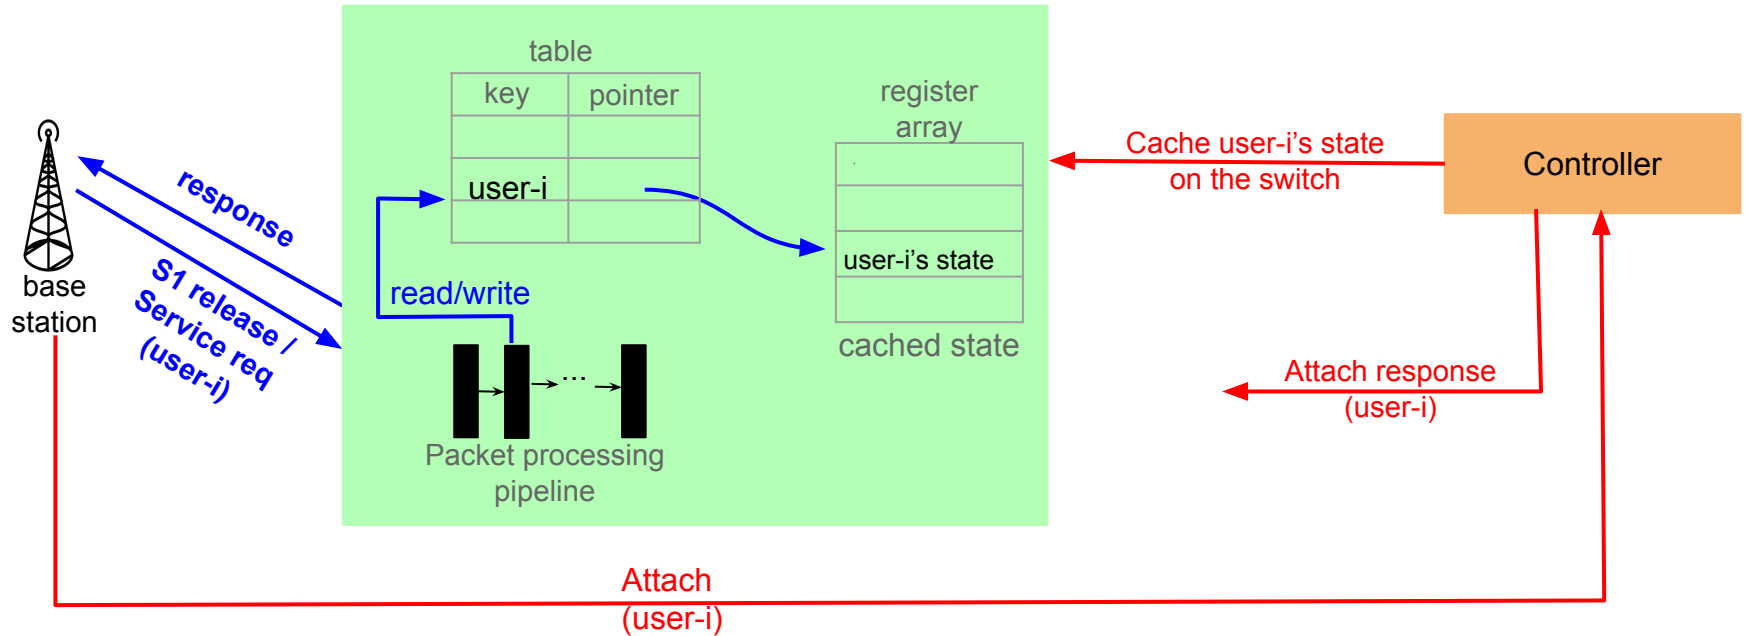 table
key
pointer
user-i
register
array
user-i's state
cached state
read/write
...
Packet processing
pipeline
response
S1 release /
Service req
(user-i)
base
station
Cache user-i's state
on the switch
Controller
Attach response
(user-i)
Attach
(user-i)